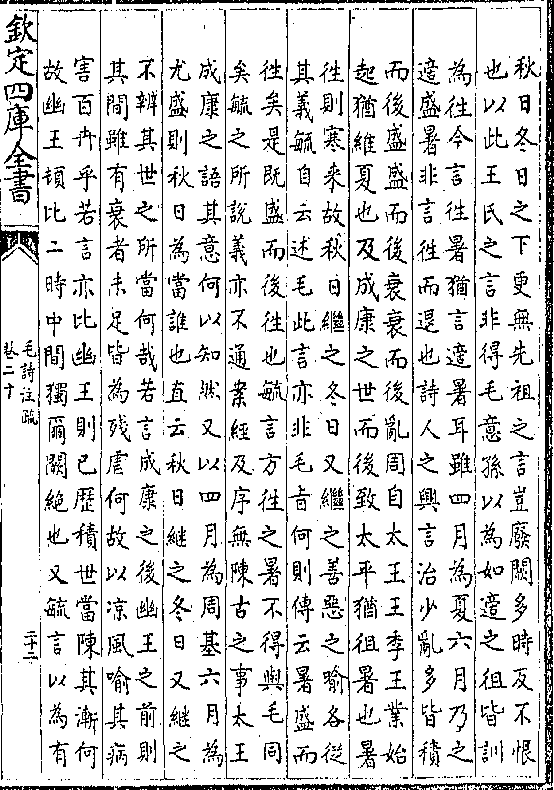 秋日冬日之下更無先祖之言豈廢闕多時反不恨
也以此王氏之言非得毛意孫以為如適之徂皆訓
為往今言往暑猶言適暑耳雖四月為夏六月乃之
適盛暑非言往而退也詩人之興言治少亂多皆積
而後盛盛而後衰衰而後亂周自太王王季王業始
起猶維夏也及成康之世而後致太平猶徂暑也暑
徃則寒來故秋日繼之冬日又繼之善惡之喻各從
其義毓自云述毛此言亦非毛旨何則傳云暑盛而
徃矣是既盛而後徃也毓言方徃之暑不得與毛同
矣毓之所說義亦不通案經及序無陳古之事太王
成康之語其意何以知然又以四月為周基六月為
尤盛則秋日為當誰也直云秋日繼之冬日又繼之
不辨其世之所當何哉若言成康之後幽王之前則
其間雖有衰者未足皆為殘虐何故以涼風喻其病
害百卉乎若言亦比幽王則已歷積世當陳其漸何
故幽王頓比二時中間獨爾闕絶也又毓言以為有
欽定四庫全書
毛詩注疏
卷二十
二十二